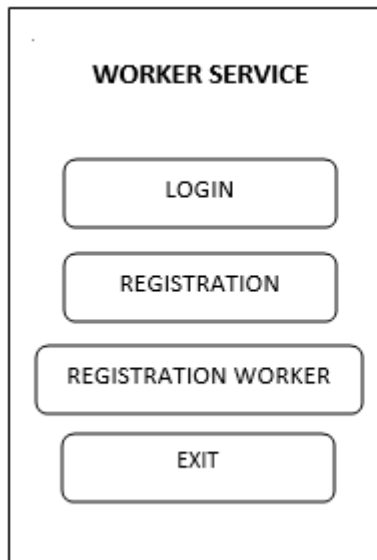 WORKER SERVICE
LOGIN
REGISTRATION
REGISTRATION WORKER
EXIT